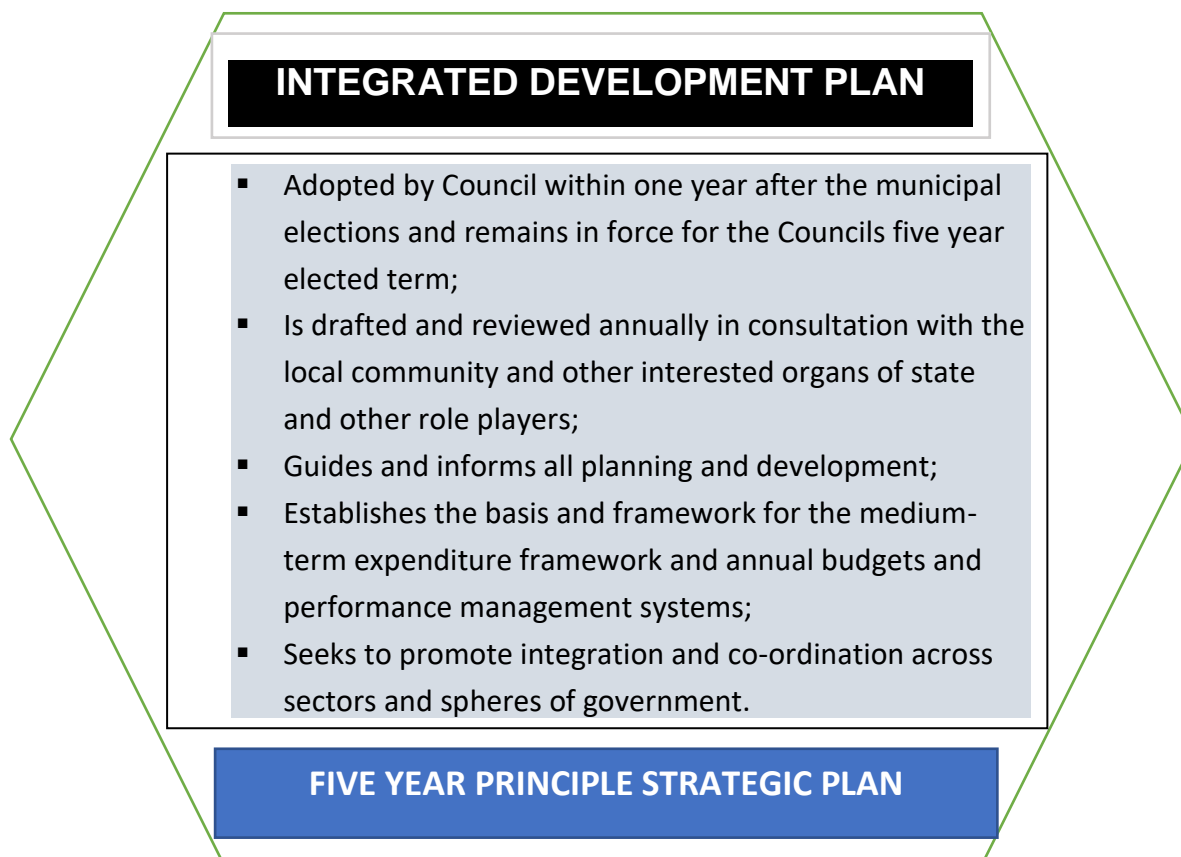 INTEGRATED DEVELOPMENT PLAN
▪ Adopted by Council within one year after the municipal
elections and remains in force for the Councils five year
elected term;
▪ Is drafted and reviewed annually in consultation with the
local community and other interested organs of state
and other role players;
▪ Guides and informs all planning and development;
▪ Establishes the basis and framework for the medium-
term expenditure framework and annual budgets and
performance management systems;
▪ Seeks to promote integration and co-ordination across
sectors and spheres of government.
FIVE YEAR PRINCIPLE STRATEGIC PLAN